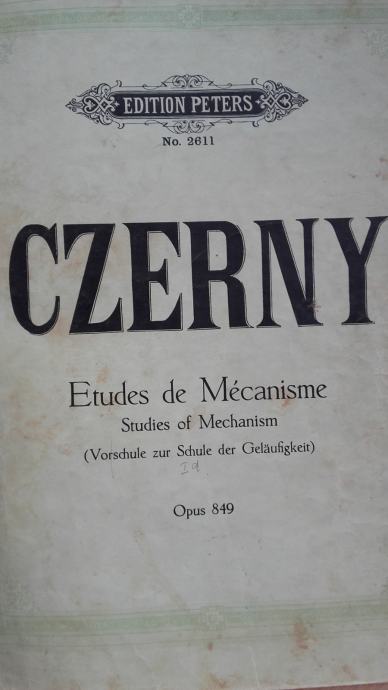 EDITION PETERS
No. 2611
CZERNY
Etudes de Mécanisme
Studies of Mechanism
(Vorschule zur Schule der Geläufigkeit)
Opus 849